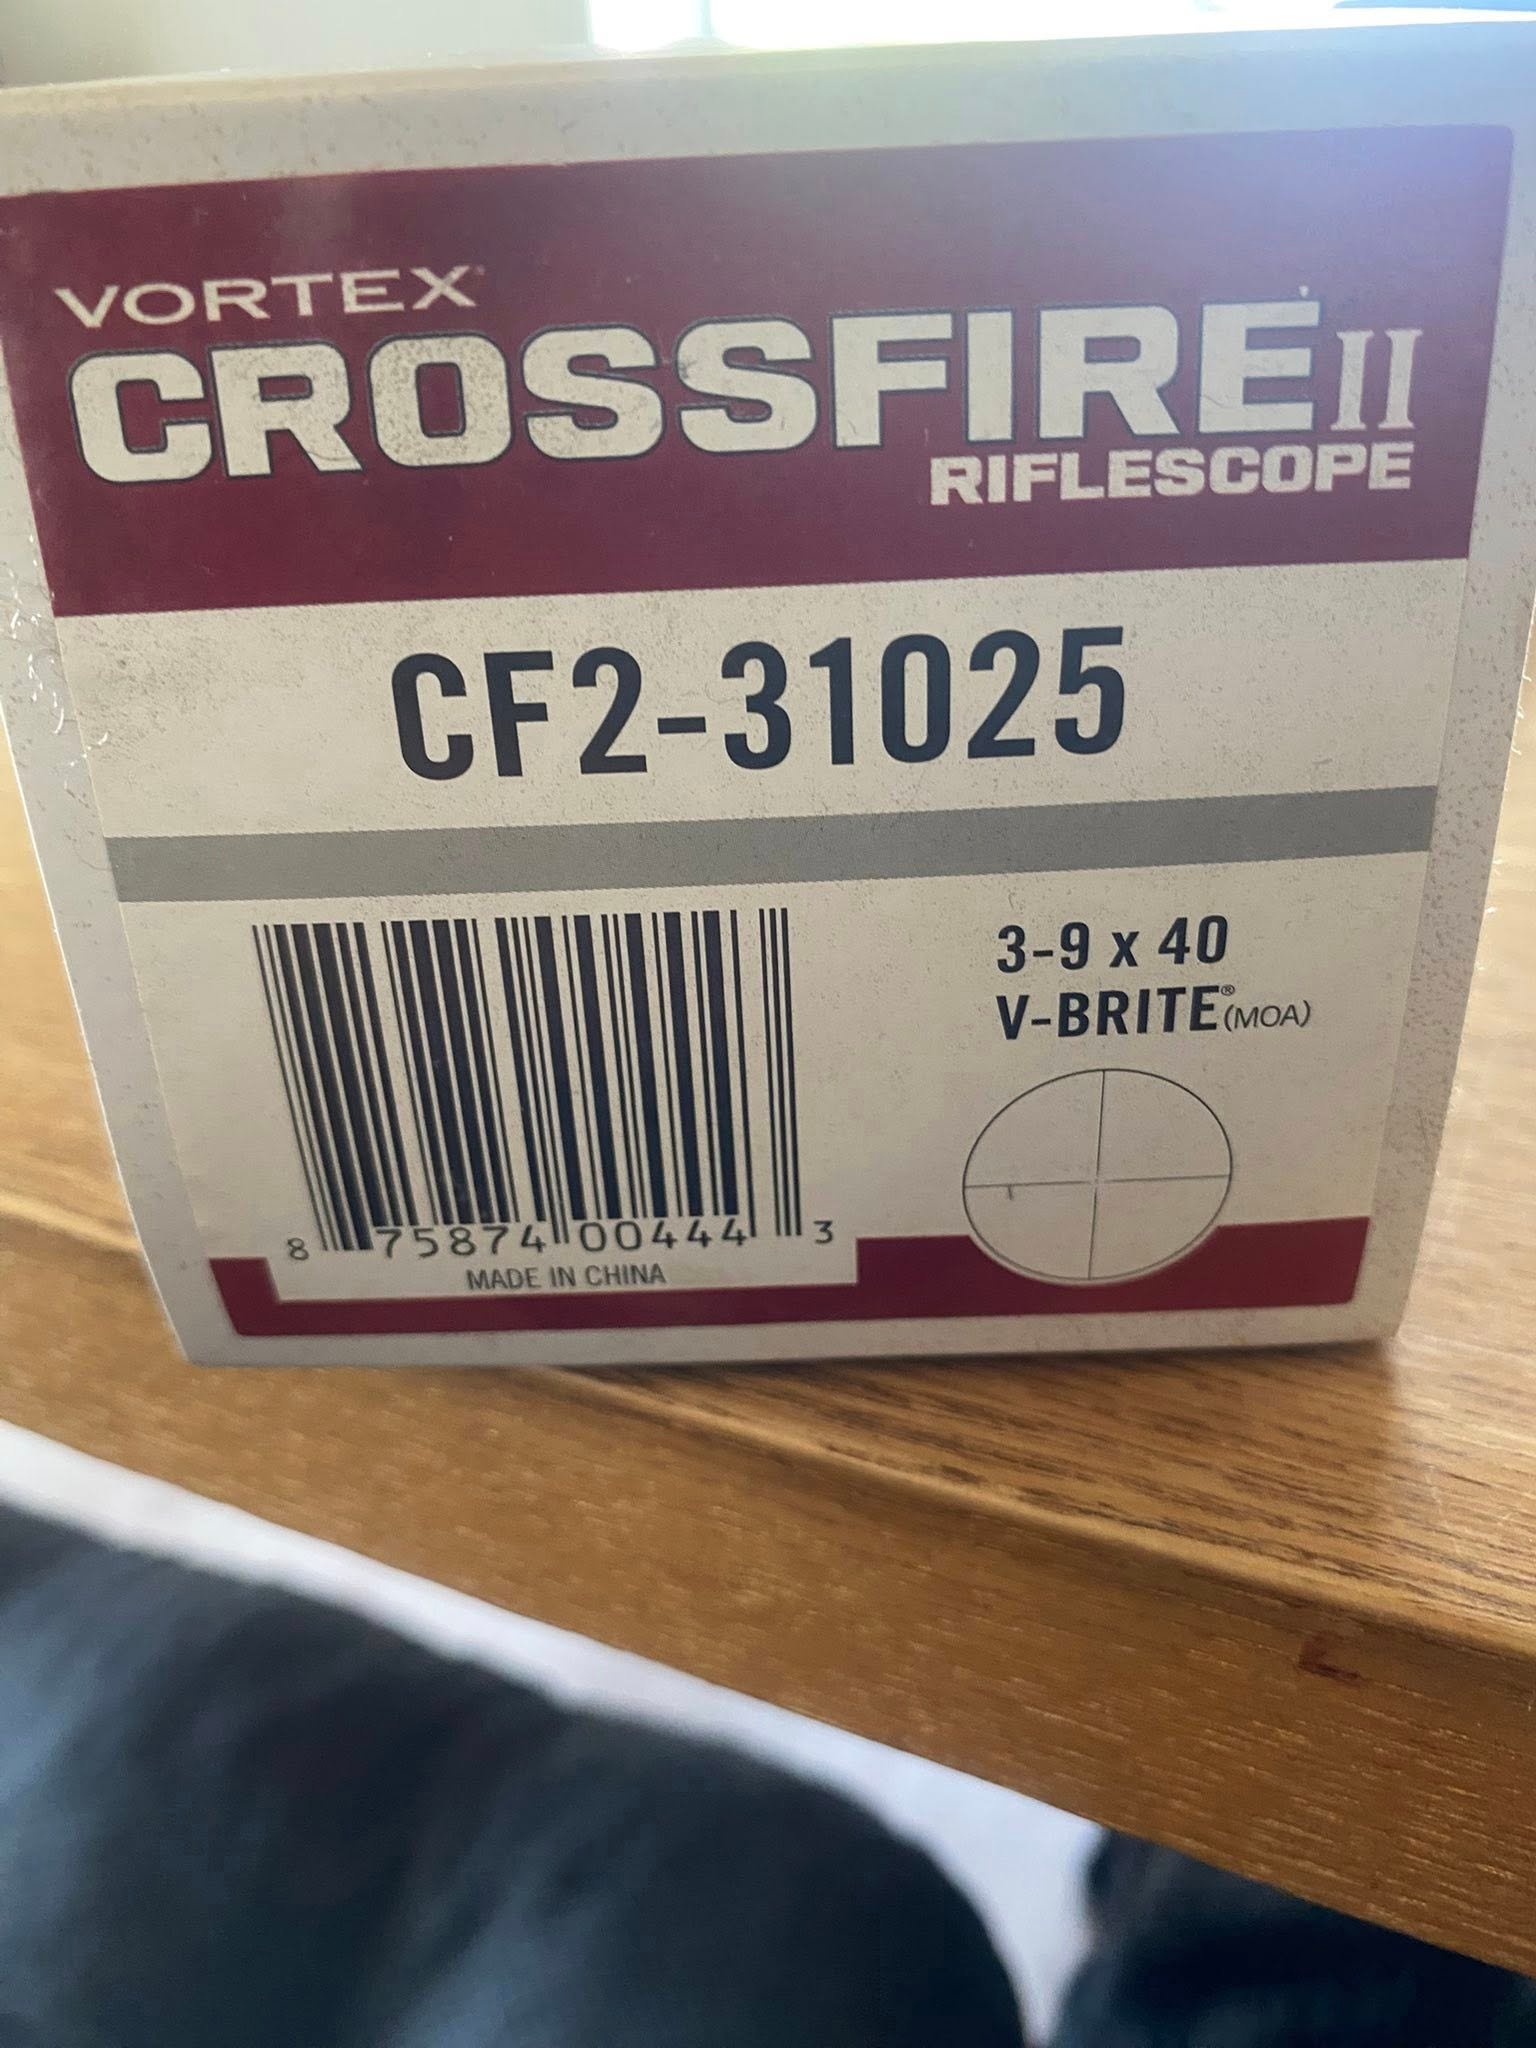 VORTEX
CROSSFIRE II
RIFLESCOPE
CF2-31025
3-9 x 40
V-BRITE® (MOA)
8 75874 00444 3
MADE IN CHINA